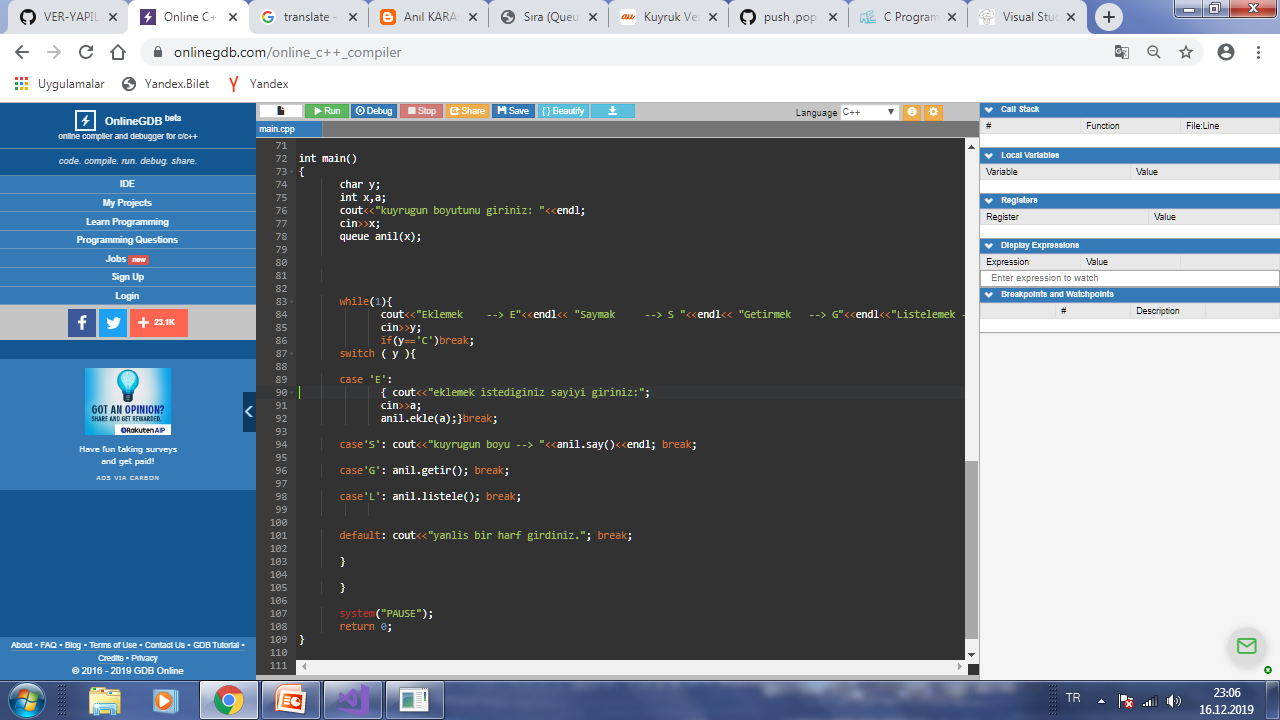 VER-YAPIL
Online C+
translate -
Anil KARA
Sıra (Queu
Kuyruk Ve
push ,pop
C Program
Visual Stu
onlinegdb.com/online_c++_compiler
Uygulamalar
Yandex.Bilet
Yandex
OnlineGDB beta
online compiler and debugger for c/c++
code. compile. run. debug. share.
IDE
My Projects
Learn Programming
Programming Questions
Jobs new
Sign Up
Login
23.1K
GOT AN OPINION?
SHARE AND GET REWARDED.
Rakuten AIP
Have fun taking surveys
and get paid!
ADS VIA CARBON
About • FAQ • Blog • Terms of Use • Contact Us • GDB Tutorial •
Credits • Privacy
© 2016 - 2019 GDB Online
Run Debug Stop Share Save { } Beautify
Language C++
main.cpp
71
72 int main()
73 {
74 char y;
75 int x,a;
76 cout<<"kuyrugun boyutunu giriniz: "<<endl;
77 cin>>x;
78 queue anil(x);
79
80
81
82
83 while(1){
84 cout<<"Eklemek --> E"<<endl<< "Saymak --> S "<<endl<< "Getirmek --> G"<<endl<<"Listelemek -
85 cin>>y;
86 if(y=='C')break;
87 switch ( y ){
88
89 case 'E':
90 { cout<<"eklemek istediginiz sayiyi giriniz:";
91 cin>>a;
92 anil.ekle(a);}break;
93
94 case'S': cout<<"kuyrugun boyu --> "<<anil.say()<<endl; break;
95
96 case'G': anil.getir(); break;
97
98 case'L': anil.listele(); break;
99
100
101 default: cout<<"yanlis bir harf girdiniz."; break;
102
103 }
104
105 }
106
107 system("PAUSE");
108 return 0;
109 }
110
111
Call Stack
# Function File:Line
Local Variables
Variable Value
Registers
Register Value
Display Expressions
Expression Value
Enter expression to watch
Breakpoints and Watchpoints
# Description
TR
23:06
16.12.2019